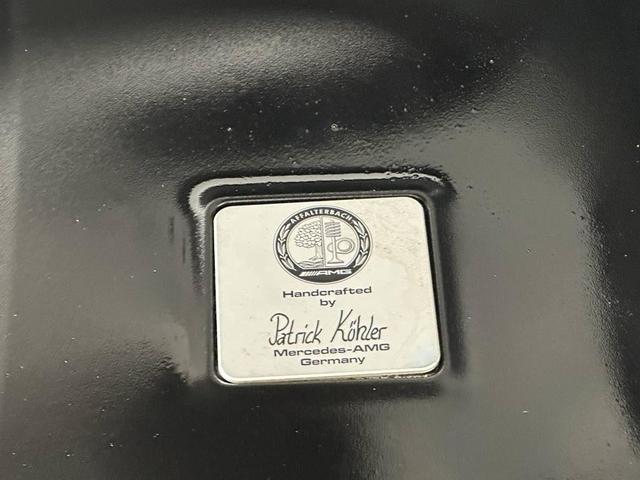 AFFALTERBACH
AMG
Handcrafted
by
Patrick Köhler
Mercedes-AMG
Germany